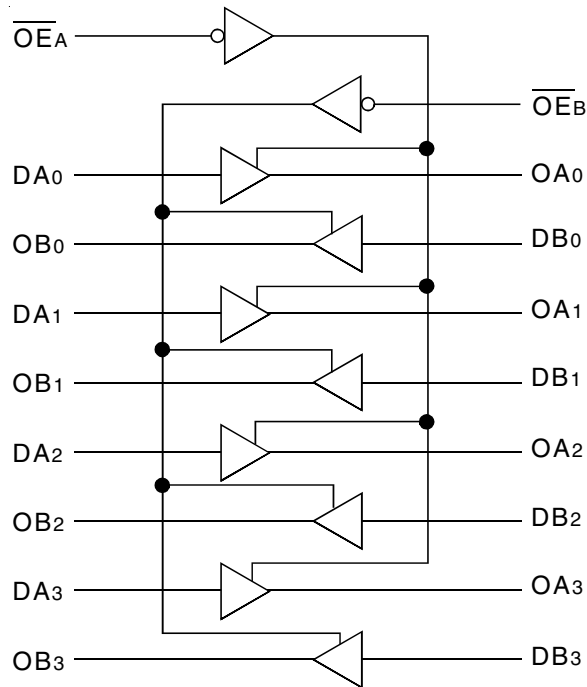 OEA
OEB
DA0 OA0
OB0 DB0
DA1 OA1
OB1 DB1
DA2 OA2
OB2 DB2
DA3 OA3
OB3 DB3